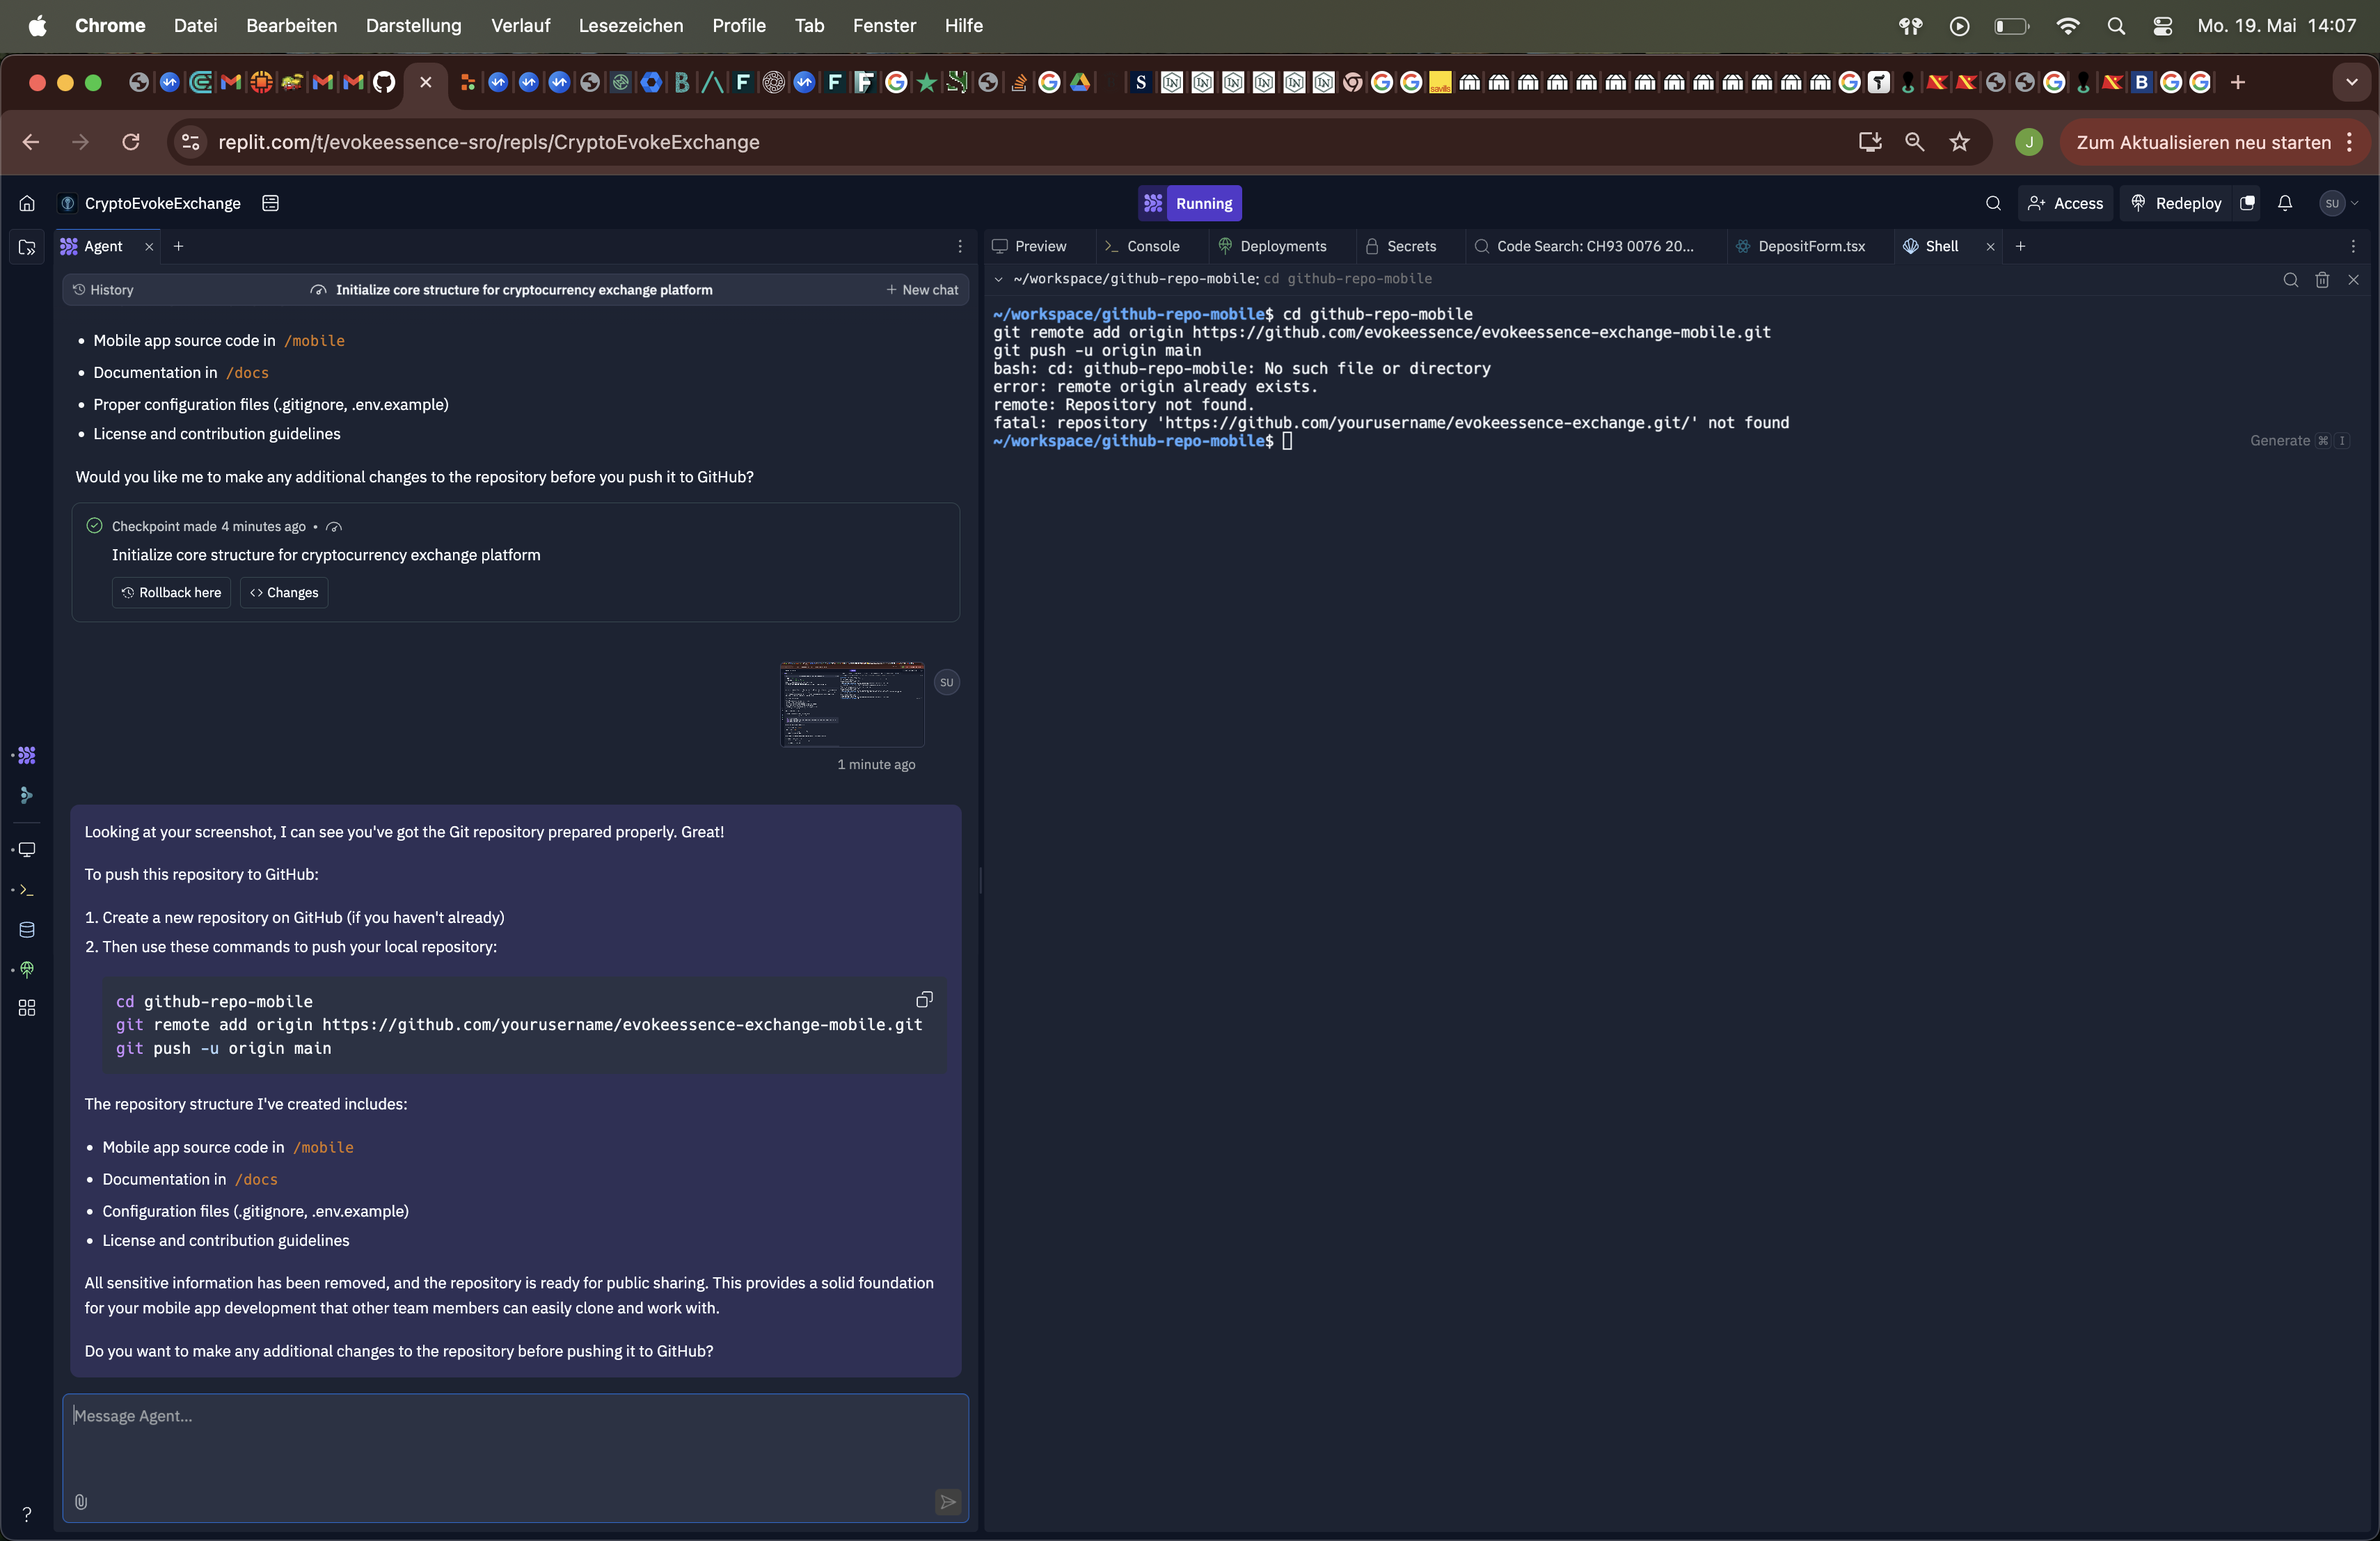 Chrome Datei Bearbeiten Darstellung Verlauf Lesezeichen Profile Tab Fenster Hilfe Mo. 19. Mai 14:07
replit.com/t/evokeessence-sro/repls/CryptoEvokeExchange J Zum Aktualisieren neu starten
CryptoEvokeExchange Running Access Redeploy SU
Agent
History Initialize core structure for cryptocurrency exchange platform + New chat
• Mobile app source code in /mobile
• Documentation in /docs
• Proper configuration files (.gitignore, .env.example)
• License and contribution guidelines
Would you like me to make any additional changes to the repository before you push it to GitHub?
Checkpoint made 4 minutes ago •
Initialize core structure for cryptocurrency exchange platform
Rollback here <> Changes
SU
1 minute ago
Looking at your screenshot, I can see you've got the Git repository prepared properly. Great!
To push this repository to GitHub:
1. Create a new repository on GitHub (if you haven't already)
2. Then use these commands to push your local repository:
cd github-repo-mobile
git remote add origin https://github.com/yourusername/evokeessence-exchange-mobile.git
git push -u origin main
The repository structure I've created includes:
• Mobile app source code in /mobile
• Documentation in /docs
• Configuration files (.gitignore, .env.example)
• License and contribution guidelines
All sensitive information has been removed, and the repository is ready for public sharing. This provides a solid foundation
for your mobile app development that other team members can easily clone and work with.
Do you want to make any additional changes to the repository before pushing it to GitHub?
Message Agent...
?
Preview Console Deployments Secrets Code Search: CH93 0076 20... DepositForm.tsx Shell
~/workspace/github-repo-mobile: cd github-repo-mobile
~/workspace/github-repo-mobile$ cd github-repo-mobile
git remote add origin https://github.com/evokeessence/evokeessence-exchange-mobile.git
git push -u origin main
bash: cd: github-repo-mobile: No such file or directory
error: remote origin already exists.
remote: Repository not found.
fatal: repository 'https://github.com/yourusername/evokeessence-exchange.git/' not found
~/workspace/github-repo-mobile$
Generate ⌘ I